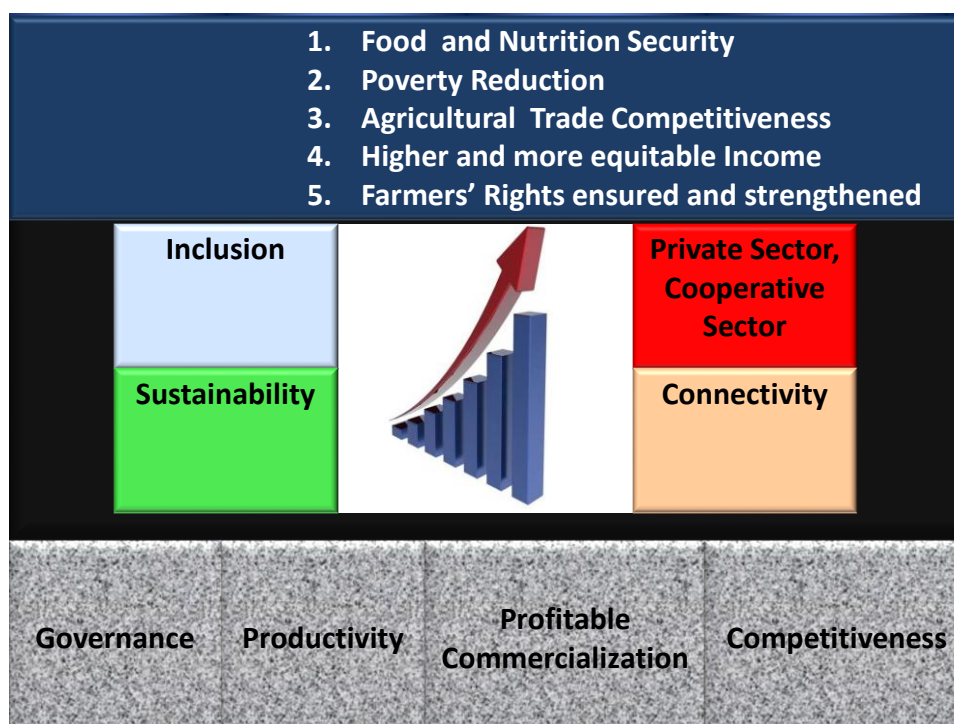 1. Food and Nutrition Security
2. Poverty Reduction
3. Agricultural Trade Competitiveness
4. Higher and more equitable Income
5. Farmers’ Rights ensured and strengthened
Inclusion
Private Sector,
Cooperative
Sector
Sustainability
Connectivity
Governance
Productivity
Profitable
Commercialization
Competitiveness